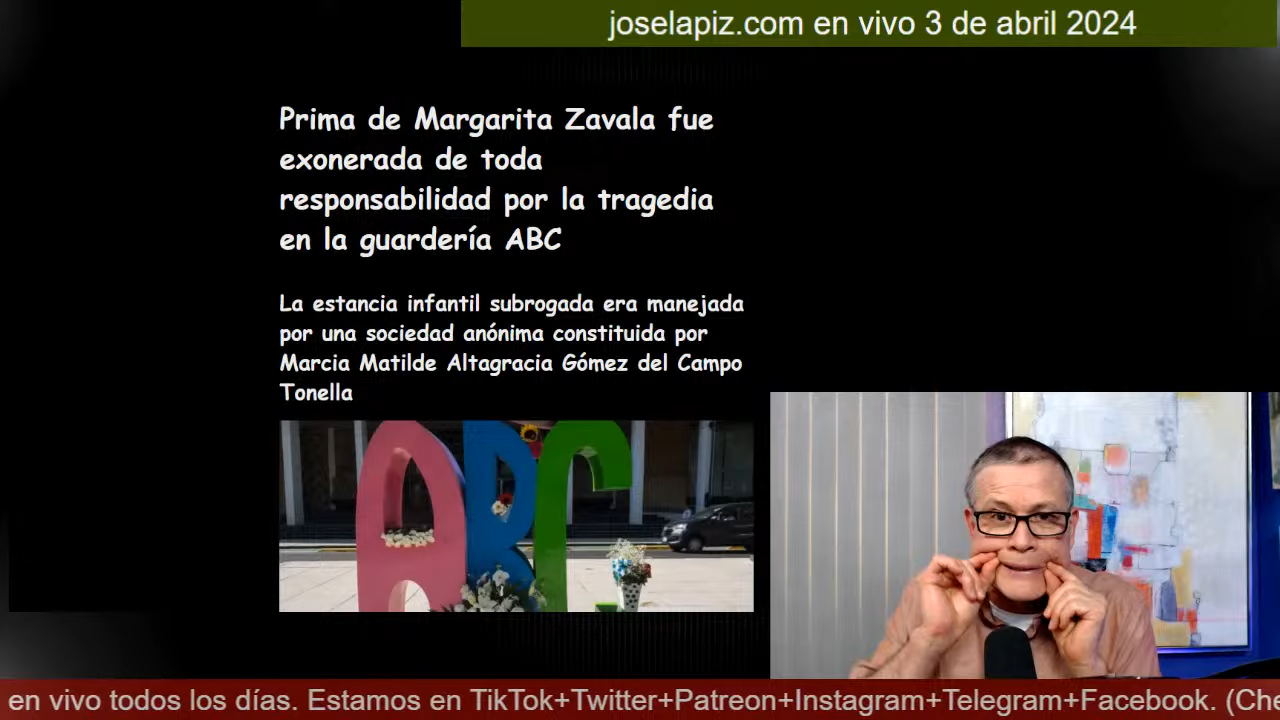 joselapiz.com en vivo 3 de abril 2024
Prima de Margarita Zavala fue
exonerada de toda
responsabilidad por la tragedia
en la guardería ABC
La estancia infantil subrogada era manejada
por una sociedad anónima constituida por
Marcia Matilde Altagracia Gómez del Campo
Tonella
ABC
en vivo todos los días. Estamos en TikTok+Twitter+Patreon+Instagram+Telegram+Facebook. (Che